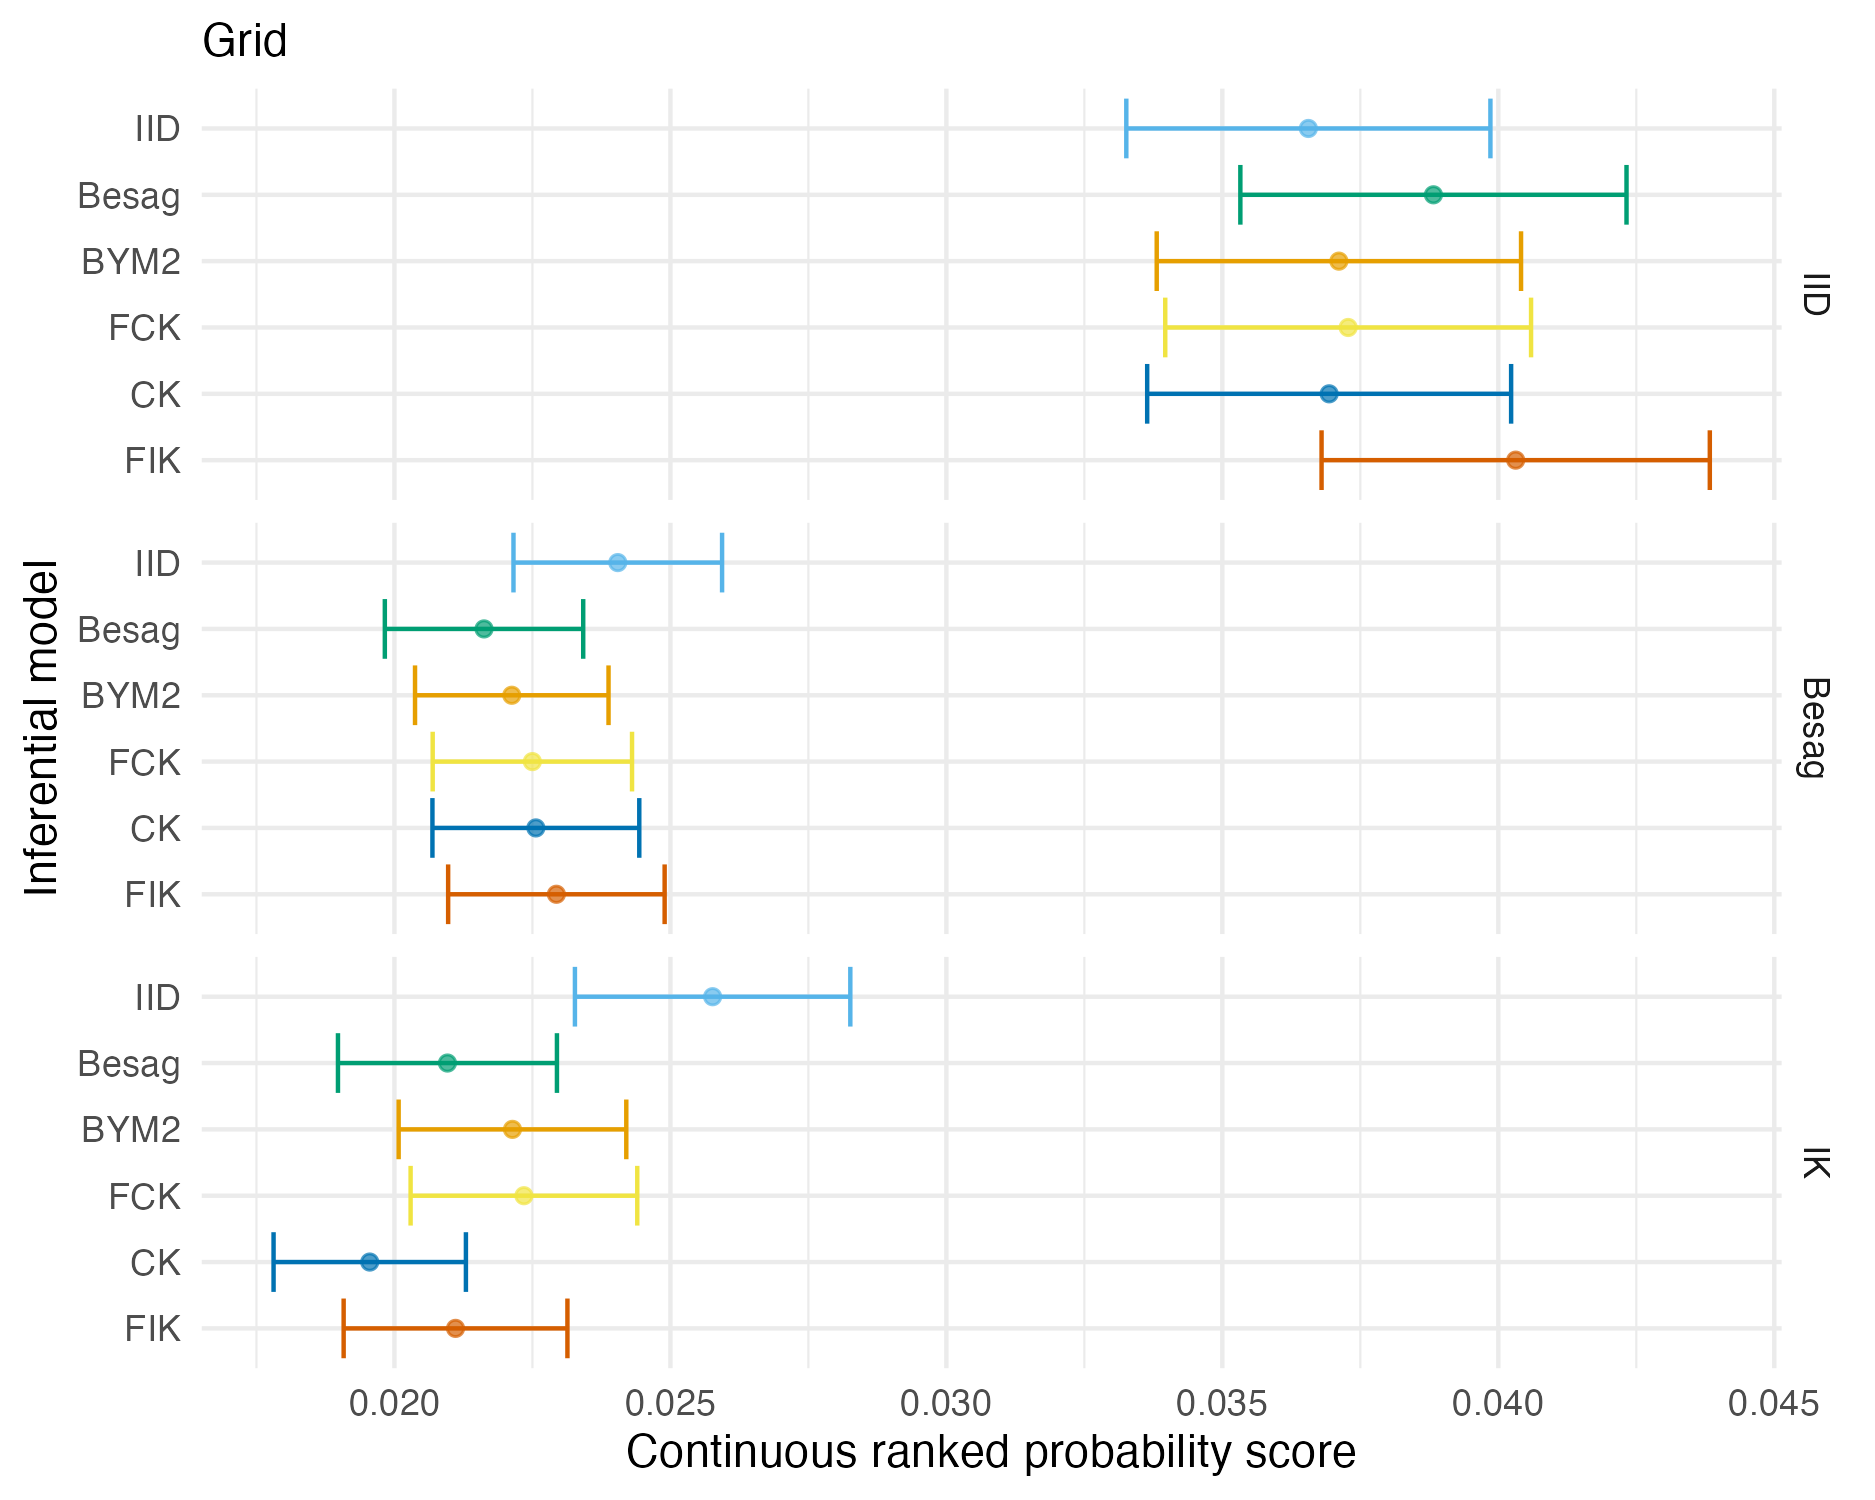 Grid
IID
Besag
BYM2
FCK
CK
FIK
IID
IID
Besag
BYM2
FCK
CK
FIK
Besag
IID
Besag
BYM2
FCK
CK
FIK
IK
Inferential model
0.020 0.025 0.030 0.035 0.040 0.045
Continuous ranked probability score